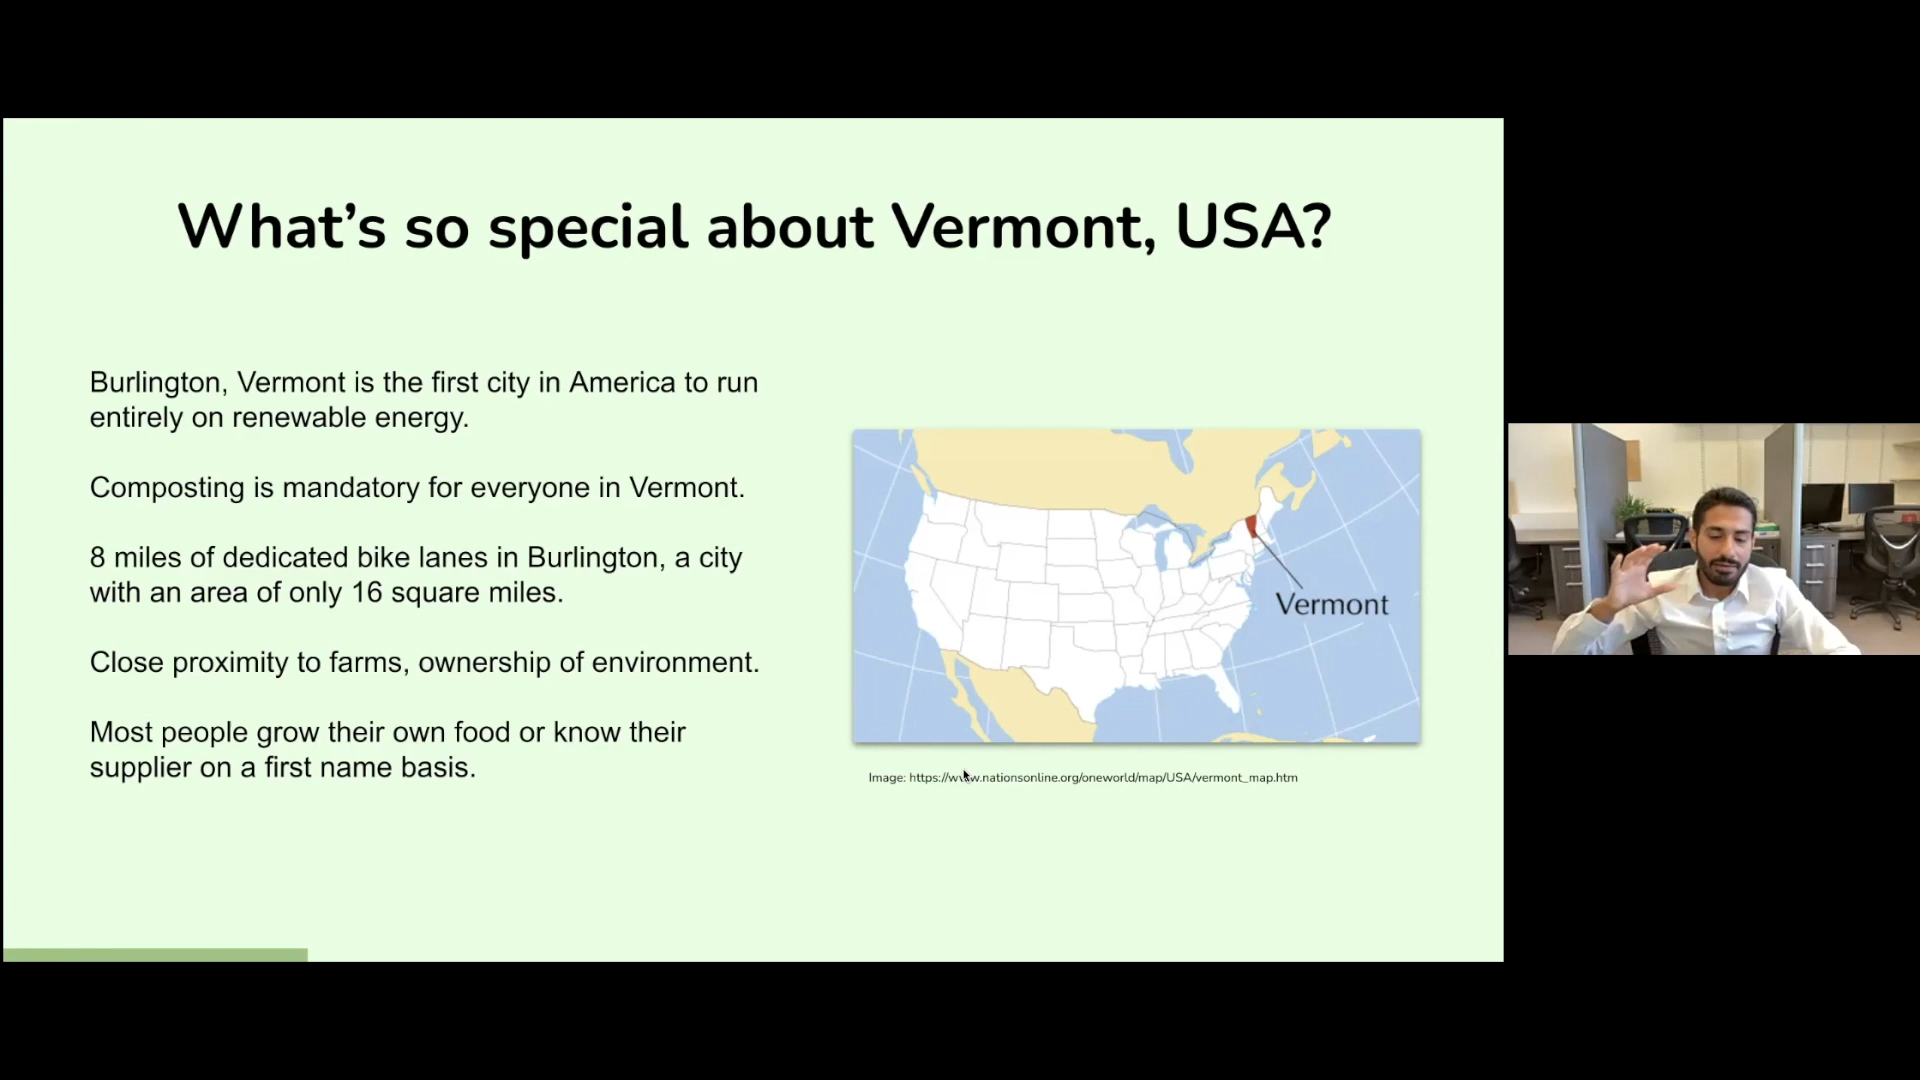 What’s so special about Vermont, USA?
Burlington, Vermont is the first city in America to run
entirely on renewable energy.
Composting is mandatory for everyone in Vermont.
8 miles of dedicated bike lanes in Burlington, a city
with an area of only 16 square miles.
Close proximity to farms, ownership of environment.
Most people grow their own food or know their
supplier on a first name basis.
Vermont
Image: https://www.nationsonline.org/oneworld/map/USA/vermont_map.htm